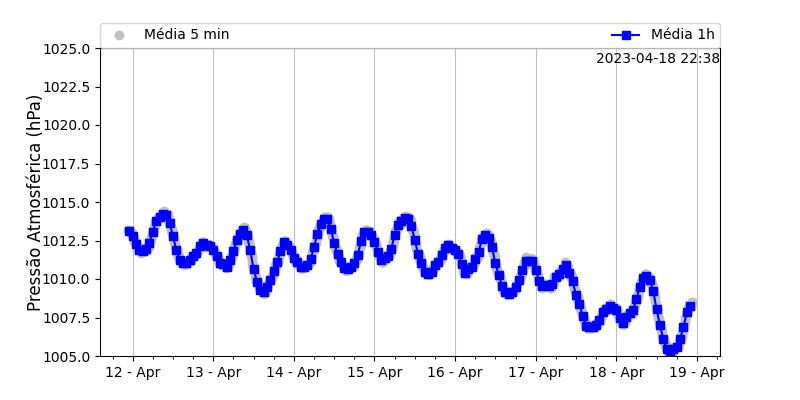 Média 5 min
Média 1h
2023-04-18 22:38
Pressão Atmosférica (hPa)
1025.0
1022.5
1020.0
1017.5
1015.0
1012.5
1010.0
1007.5
1005.0
12 - Apr
13 - Apr
14 - Apr
15 - Apr
16 - Apr
17 - Apr
18 - Apr
19 - Apr